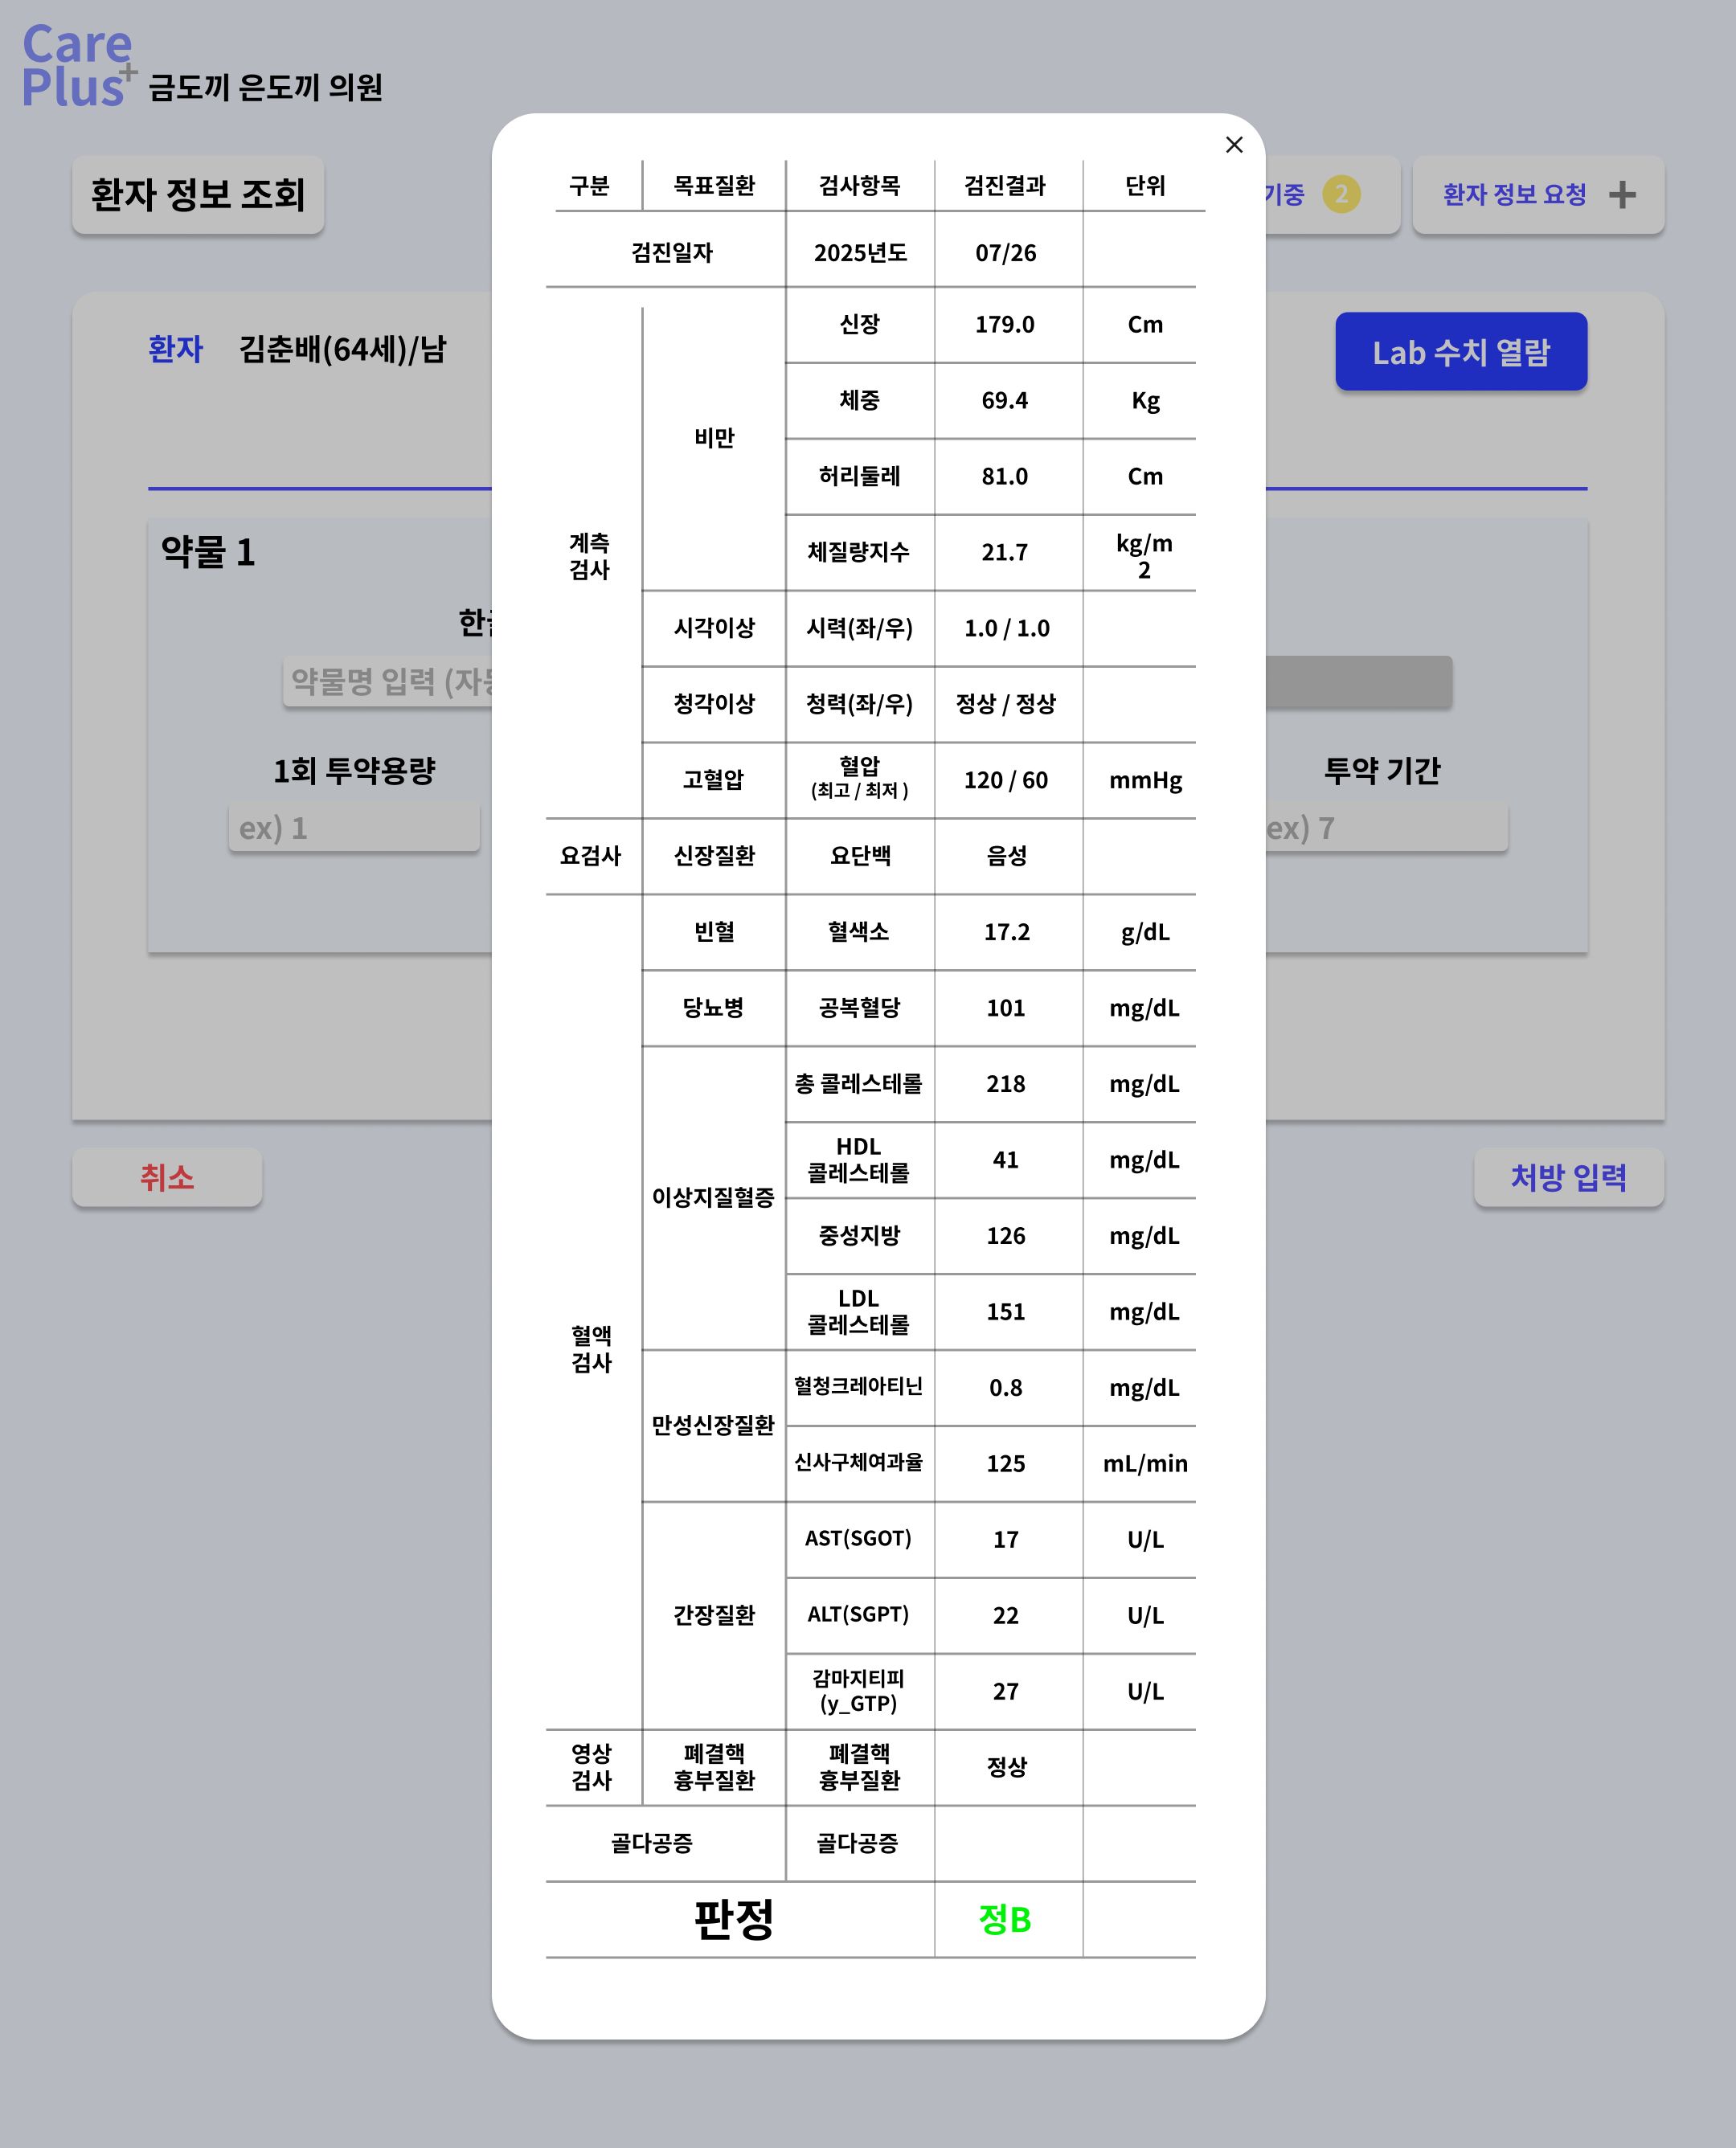 Care
Plus+ 금도끼 은도끼 의원
환자 정보 조회
기중 2
환자 정보 요청 +
환자 김춘배(64세)/남
Lab 수치 열람
약물 1
약물명 입력
1회 투약용량
투약 기간
ex) 1
ex) 7
취소
처방 입력
구분 목표질환 검사항목 검진결과 단위
검진일자 2025년도 07/26
계측
검사
비만
신장 179.0 Cm
체중 69.4 Kg
허리둘레 81.0 Cm
체질량지수 21.7 kg/m
2
시각이상 시력(좌/우) 1.0 / 1.0
청각이상 청력(좌/우) 정상 / 정상
고혈압 혈압
(최고 / 최저 ) 120 / 60 mmHg
요검사 신장질환 요단백 음성
혈액
검사
빈혈 혈색소 17.2 g/dL
당뇨병 공복혈당 101 mg/dL
이상지질혈증
총 콜레스테롤 218 mg/dL
HDL
콜레스테롤 41 mg/dL
중성지방 126 mg/dL
LDL
콜레스테롤 151 mg/dL
만성신장질환
혈청크레아티닌 0.8 mg/dL
신사구체여과율 125 mL/min
간장질환
AST(SGOT) 17 U/L
ALT(SGPT) 22 U/L
감마지티피
(y_GTP) 27 U/L
영상
검사
폐결핵
흉부질환
폐결핵
흉부질환
정상
골다공증 골다공증
판정 정B